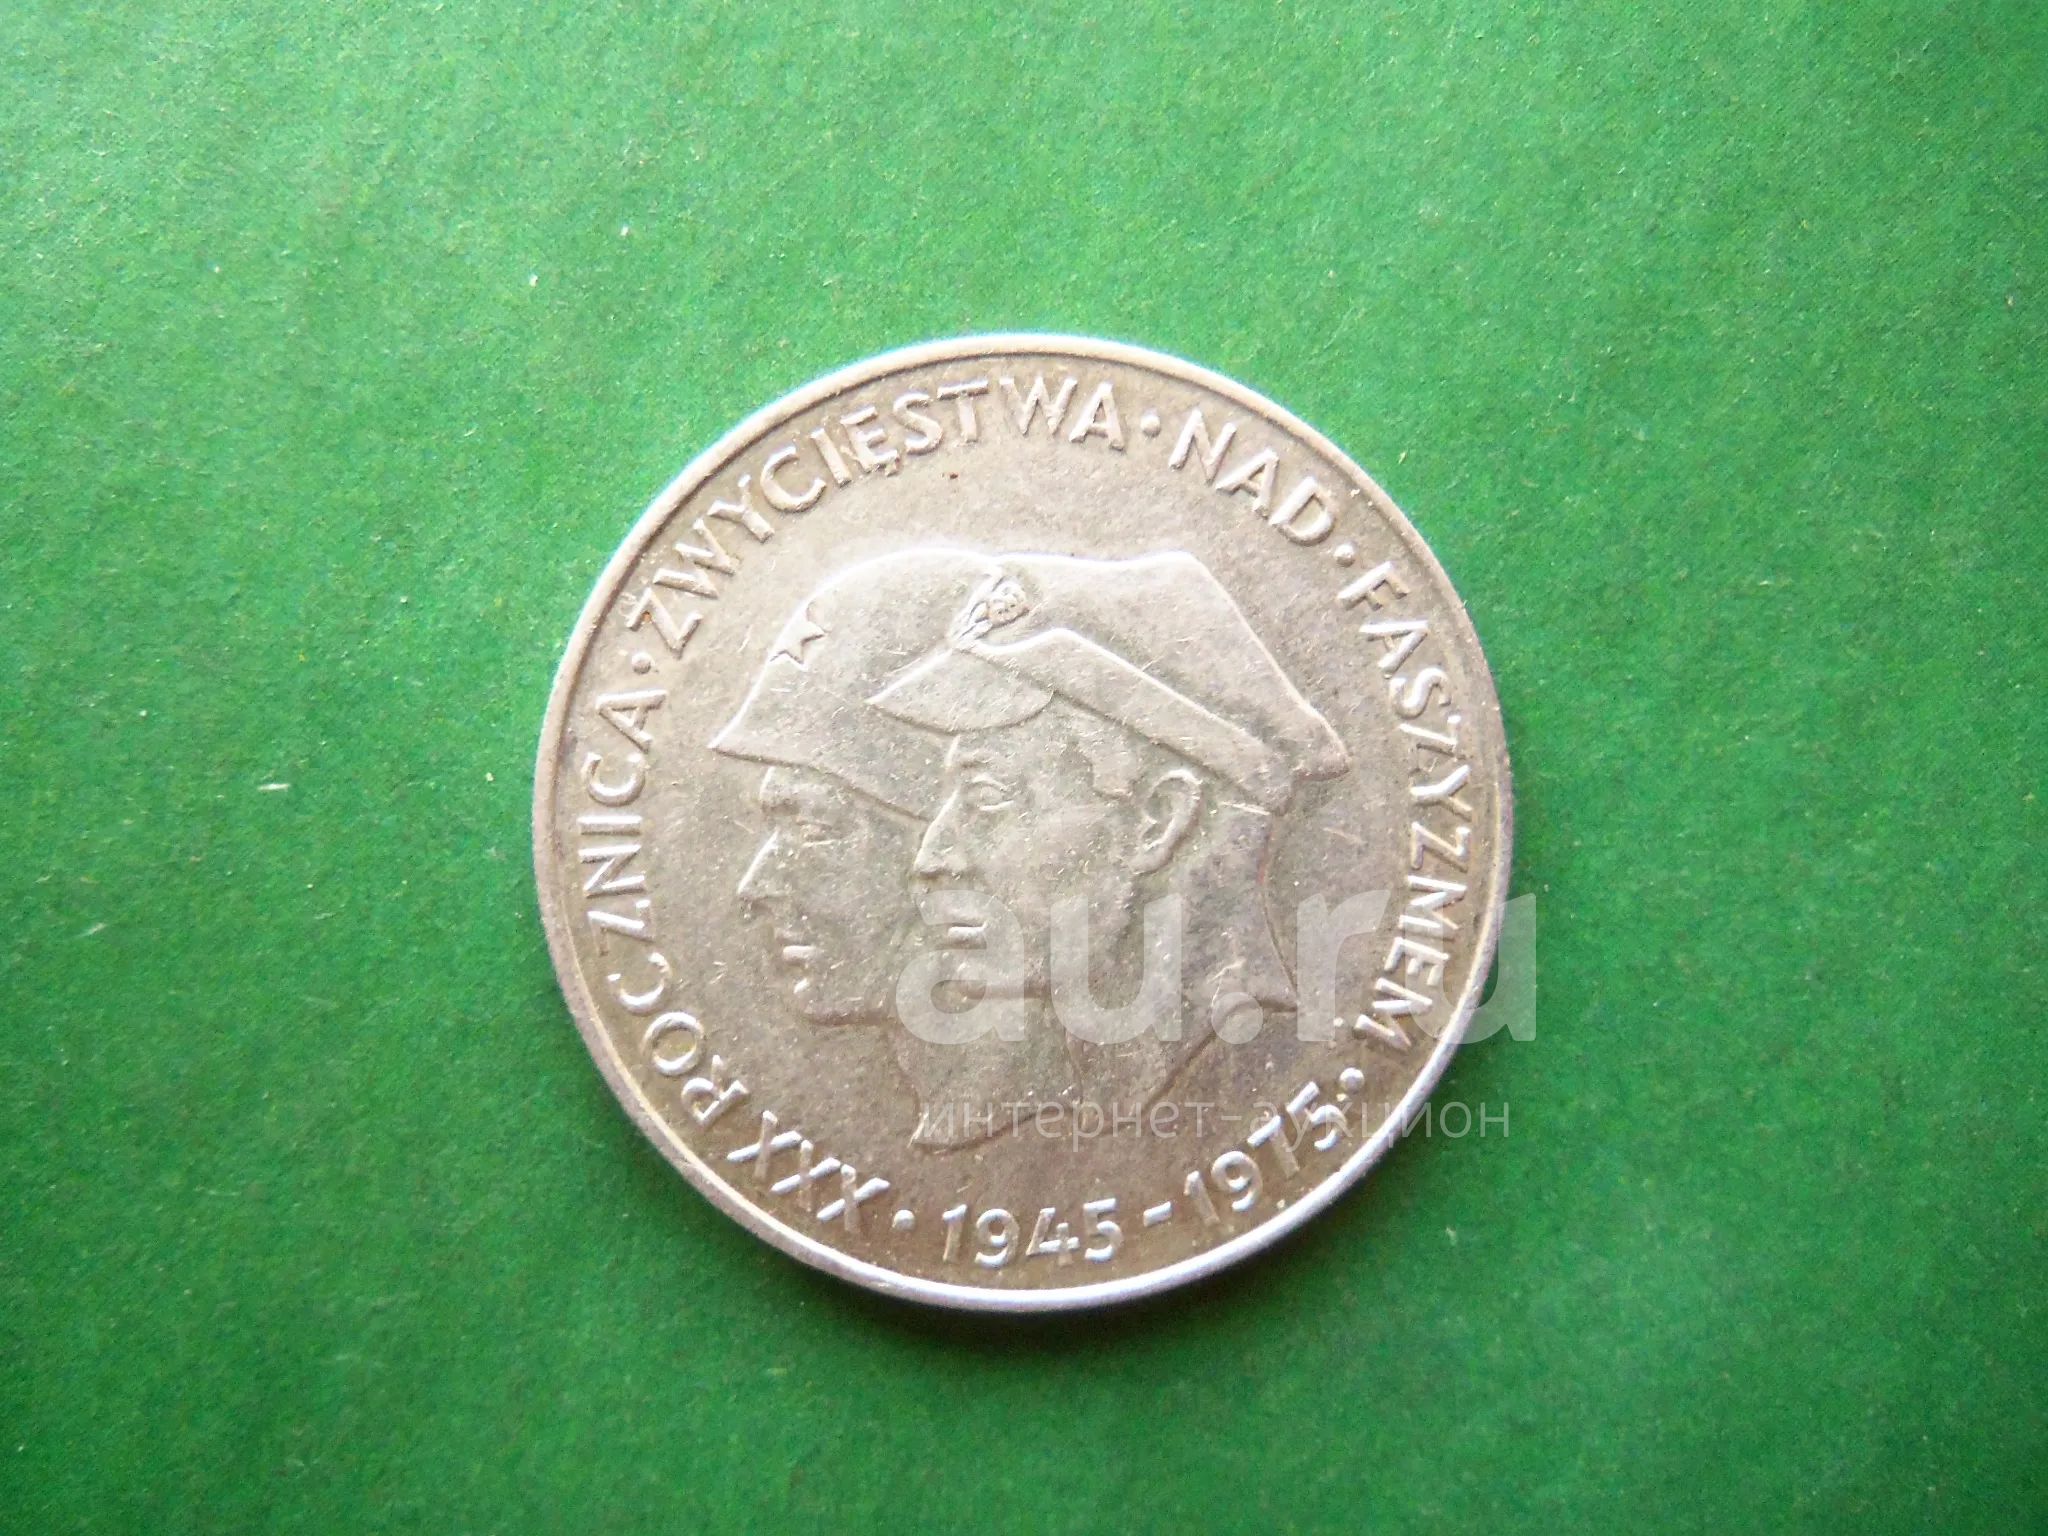 XXX ROCZNICA · ZWYCIĘSTWA · NAD · FASZYZMEM ·
1945 – 1975 ·
au.ru
интернет-аукцион